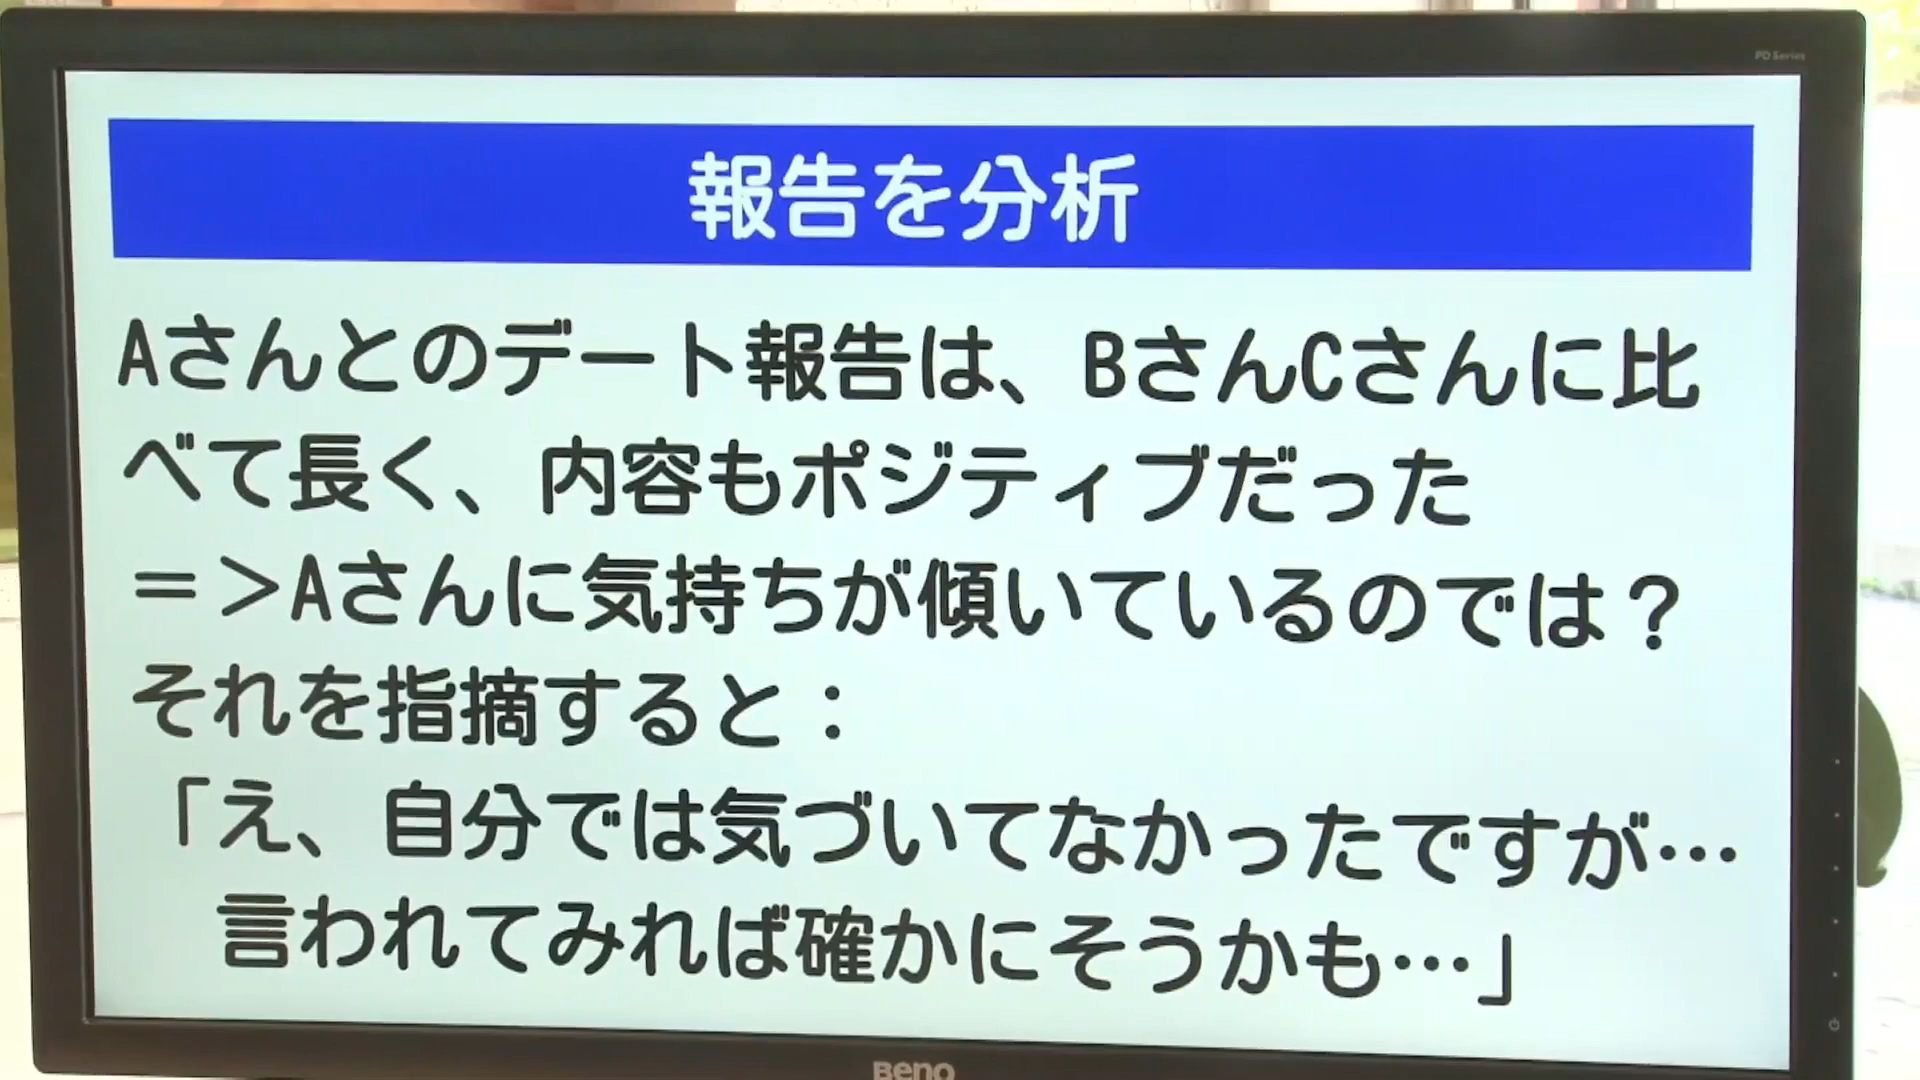 PD Series
報告を分析
Aさんとのデート報告は、BさんCさんに比
べて長く、内容もポジティブだった
＝＞Aさんに気持ちが傾いているのでは？
それを指摘すると：
「え、自分では気づいてなかったですが…
言われてみれば確かにそうかも…」
BenQ